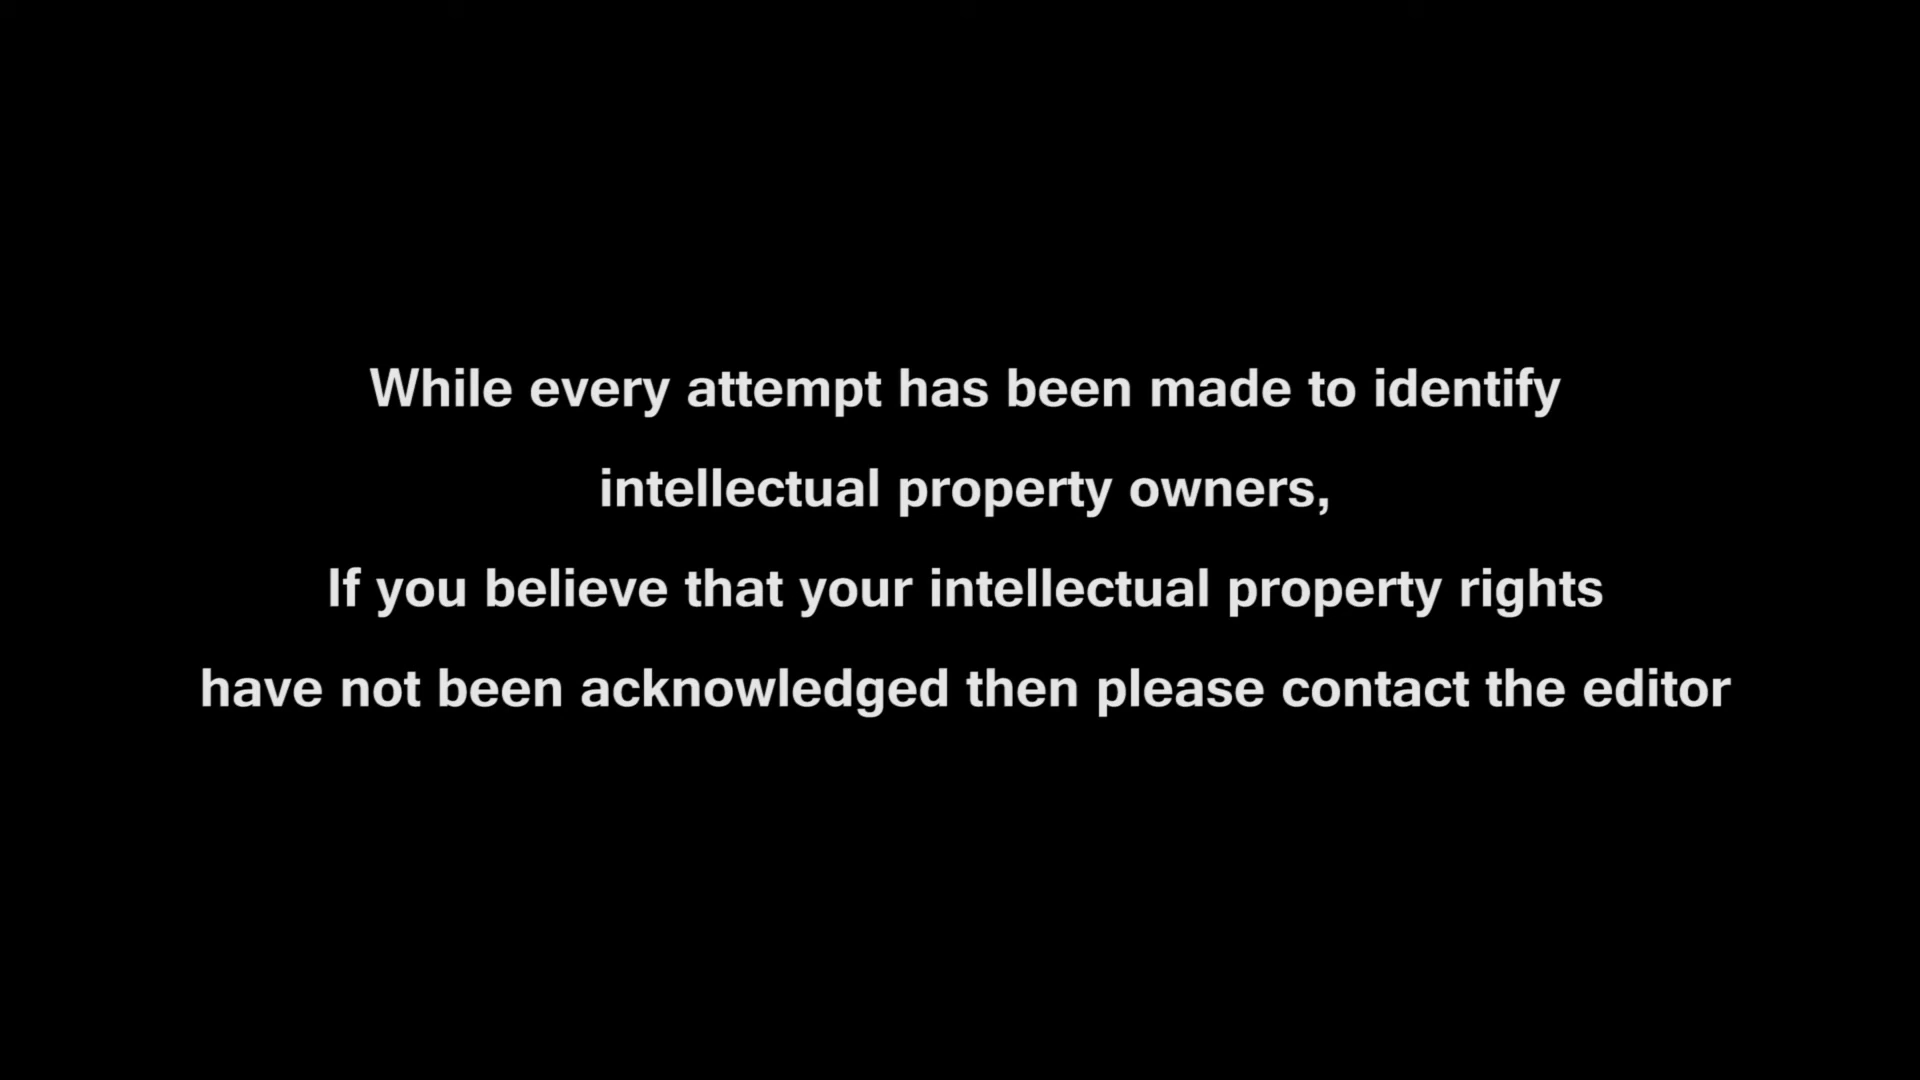 While every attempt has been made to identify
intellectual property owners,
If you believe that your intellectual property rights
have not been acknowledged then please contact the editor